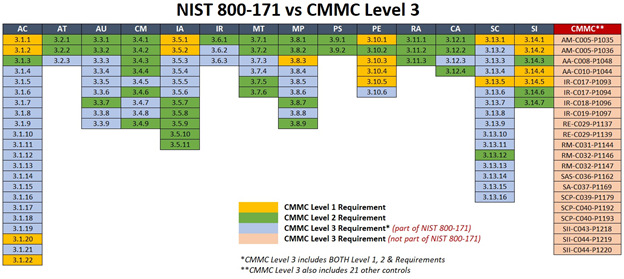 NIST 800-171 vs CMMC Level 3
AC AT AU CM IA IR MT MP PS PE RA CA SC SI CMMC**
3.1.1 3.2.1 3.3.1 3.4.1 3.5.1 3.6.1 3.7.1 3.8.1 3.9.1 3.10.1 3.11.1 3.12.1 3.13.1 3.14.1 AM-C005-P1035
3.1.2 3.2.2 3.3.2 3.4.2 3.5.2 3.6.2 3.7.2 3.8.2 3.9.2 3.10.2 3.11.2 3.12.2 3.13.2 3.14.2 AM-C005-P1036
3.1.3 3.2.3 3.3.3 3.4.3 3.5.3 3.6.3 3.7.3 3.8.3 3.10.3 3.11.3 3.12.3 3.13.3 3.14.3 AA-C008-P1048
3.1.4 3.3.4 3.4.4 3.5.4 3.7.4 3.8.4 3.10.4 3.12.4 3.13.4 3.14.4 AA-C010-P1044
3.1.5 3.3.5 3.4.5 3.5.5 3.7.5 3.8.5 3.10.5 3.13.5 3.14.5 IR-C017-P1093
3.1.6 3.3.6 3.4.6 3.5.6 3.7.6 3.8.6 3.10.6 3.13.6 3.14.6 IR-C017-P1094
3.1.7 3.3.7 3.4.7 3.5.7 3.8.7 3.13.7 3.14.7 IR-C018-P1096
3.1.8 3.3.8 3.4.8 3.5.8 3.8.8 3.13.8 IR-C019-P1097
3.1.9 3.3.9 3.4.9 3.5.9 3.8.9 3.13.9 RE-C029-P1137
3.1.10 3.5.10 3.13.10 RE-C029-P1139
3.1.11 3.5.11 3.13.11 RM-C031-P1144
3.1.12 3.13.12 RM-C032-P1146
3.1.13 3.13.13 RM-C032-P1147
3.1.14 3.13.14 SAS-C036-P1162
3.1.15 3.13.15 SA-C037-P1169
3.1.16 3.13.16 SCP-C039-P1179
3.1.17 SCP-C040-P1192
3.1.18 SCP-C040-P1193
3.1.19 SII-C043-P1218
3.1.20 SII-C044-P1219
3.1.21 SII-C044-P1220
3.1.22
CMMC Level 1 Requirement
CMMC Level 2 Requirement
CMMC Level 3 Requirement* (part of NIST 800-171)
CMMC Level 3 Requirement (not part of NIST 800-171)
*CMMC Level 3 includes BOTH Level 1, 2 & Requirements
**CMMC Level 3 also includes 21 other controls